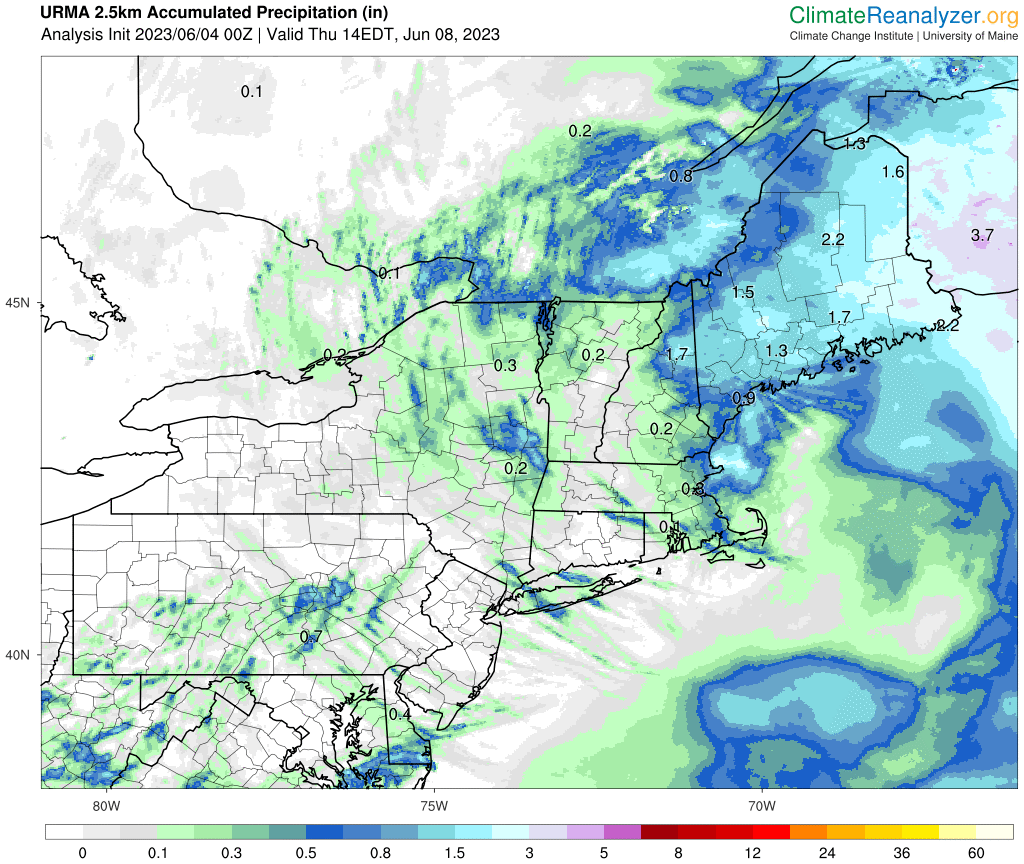 URMA 2.5km Accumulated Precipitation (in)
ClimateReanalyzer.org
Analysis Init 2023/06/04 00Z | Valid Thu 14EDT, Jun 08, 2023
Climate Change Institute | University of Maine
0.1
0.2
1.3
0.8
1.6
2.2
3.7
0.1
1.5
45N
1.7
2.2
0.2
0.3
0.2
1.7
1.3
0.9
0.2
0.2
0.1
0.7
40N
0.4
80W
75W
70W
0 0.1 0.3 0.5 0.8 1.5 3 5 8 12 24 36 60